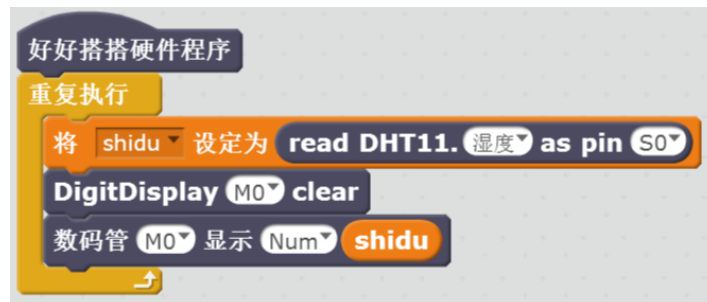 好好搭搭硬件程序
重复执行
将 shidu 设定为 read DHT11. 湿度 as pin S0
DigitDisplay M0 clear
数码管 M0 显示 Num shidu